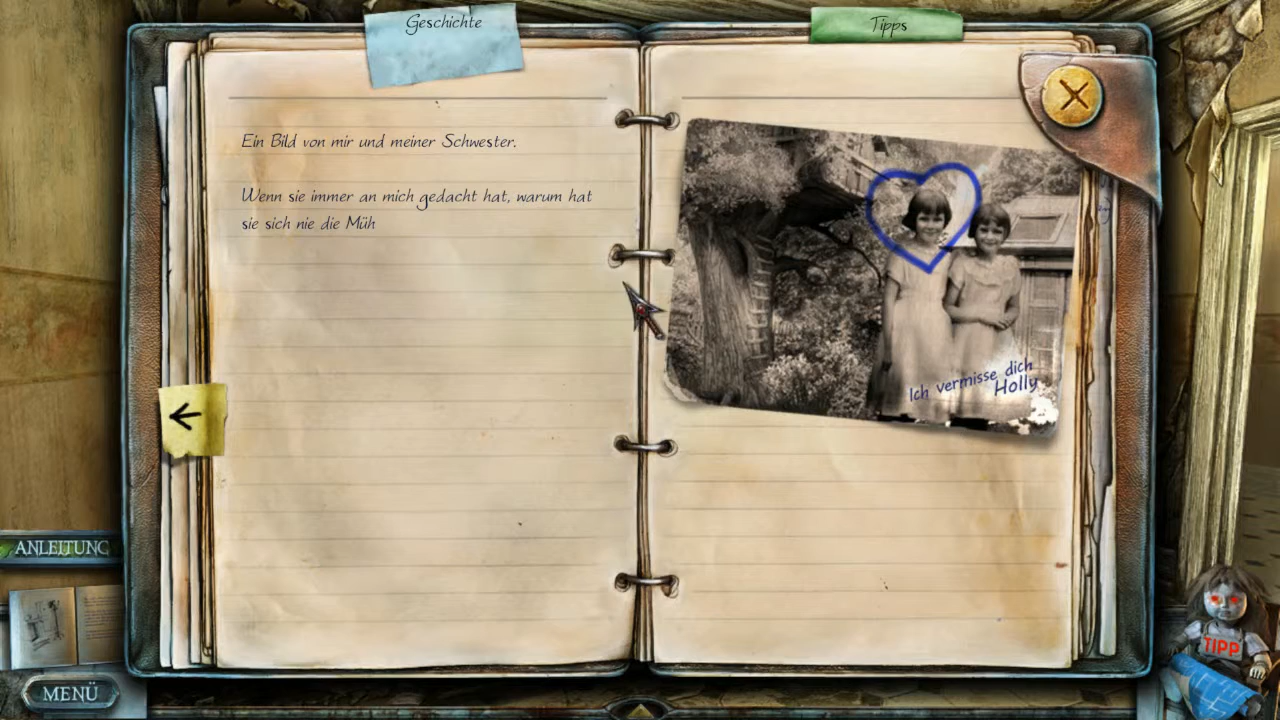 Geschichte
Tipps
Ein Bild von mir und meiner Schwester.
Wenn sie immer an mich gedacht hat, warum hat
sie sich nie die Müh
Ich vermisse dich
Holly
ANLEITUNG
MENÜ
TIPP